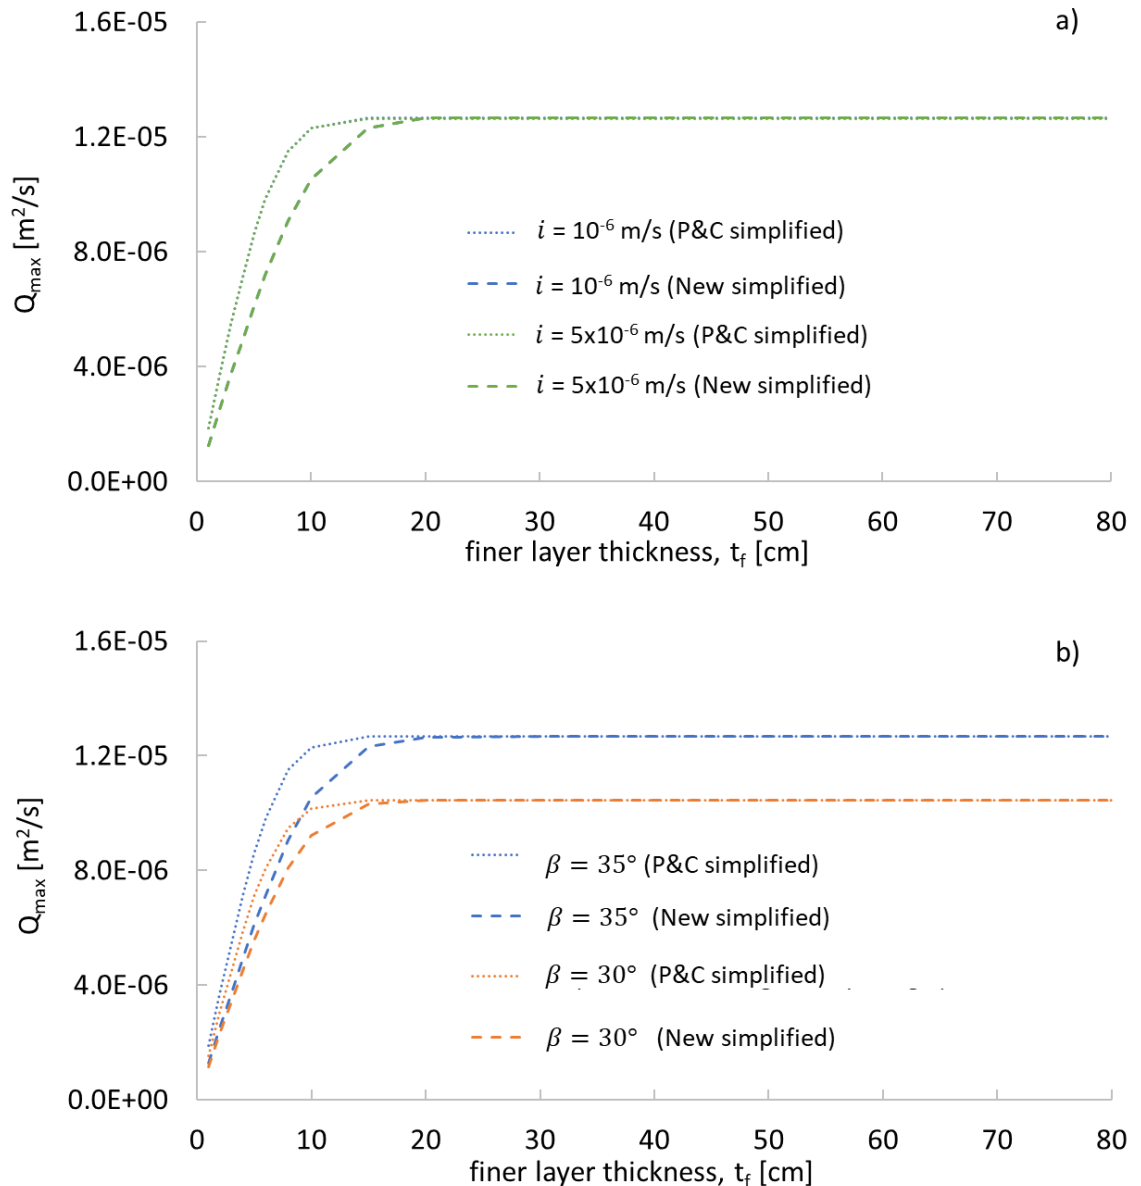 a)
1.6E-05
1.2E-05
8.0E-06
4.0E-06
0.0E+00
Qmax [m²/s]
i = 10⁻⁶ m/s (P&C simplified)
i = 10⁻⁶ m/s (New simplified)
i = 5x10⁻⁶ m/s (P&C simplified)
i = 5x10⁻⁶ m/s (New simplified)
0 10 20 30 40 50 60 70 80
finer layer thickness, tf [cm]
b)
1.6E-05
1.2E-05
8.0E-06
4.0E-06
0.0E+00
Qmax [m²/s]
β = 35° (P&C simplified)
β = 35° (New simplified)
β = 30° (P&C simplified)
β = 30° (New simplified)
0 10 20 30 40 50 60 70 80
finer layer thickness, tf [cm]